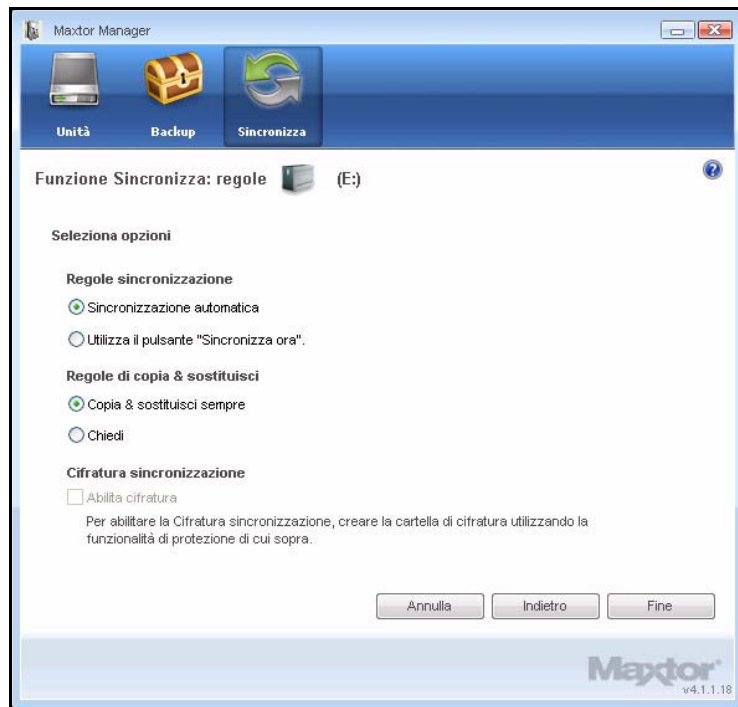 Maxtor Manager
Unità
Backup
Sincronizza
Funzione Sincronizza: regole (E:)
Seleziona opzioni
Regole sincronizzazione
Sincronizzazione automatica
Utilizza il pulsante "Sincronizza ora".
Regole di copia & sostituisci
Copia & sostituisci sempre
Chiedi
Cifratura sincronizzazione
Abilita cifratura
Per abilitare la Cifratura sincronizzazione, creare la cartella di cifratura utilizzando la
funzionalità di protezione di cui sopra.
Annulla
Indietro
Fine
Maxtor
v4.1.1.18